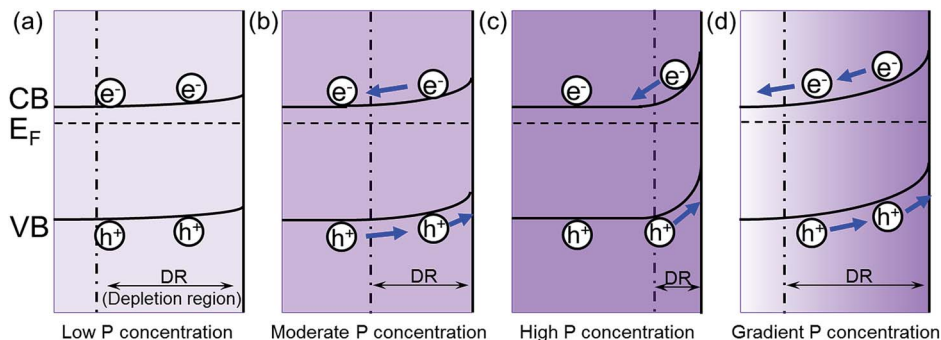 (a)
(b)
(c)
(d)
CB
E_F
VB
e⁻ e⁻
e⁻ e⁻
e⁻ e⁻
e⁻ e⁻
h⁺ h⁺
h⁺ h⁺
h⁺ h⁺
h⁺ h⁺
DR
(Depletion region)
DR
DR
DR
Low P concentration
Moderate P concentration
High P concentration
Gradient P concentration